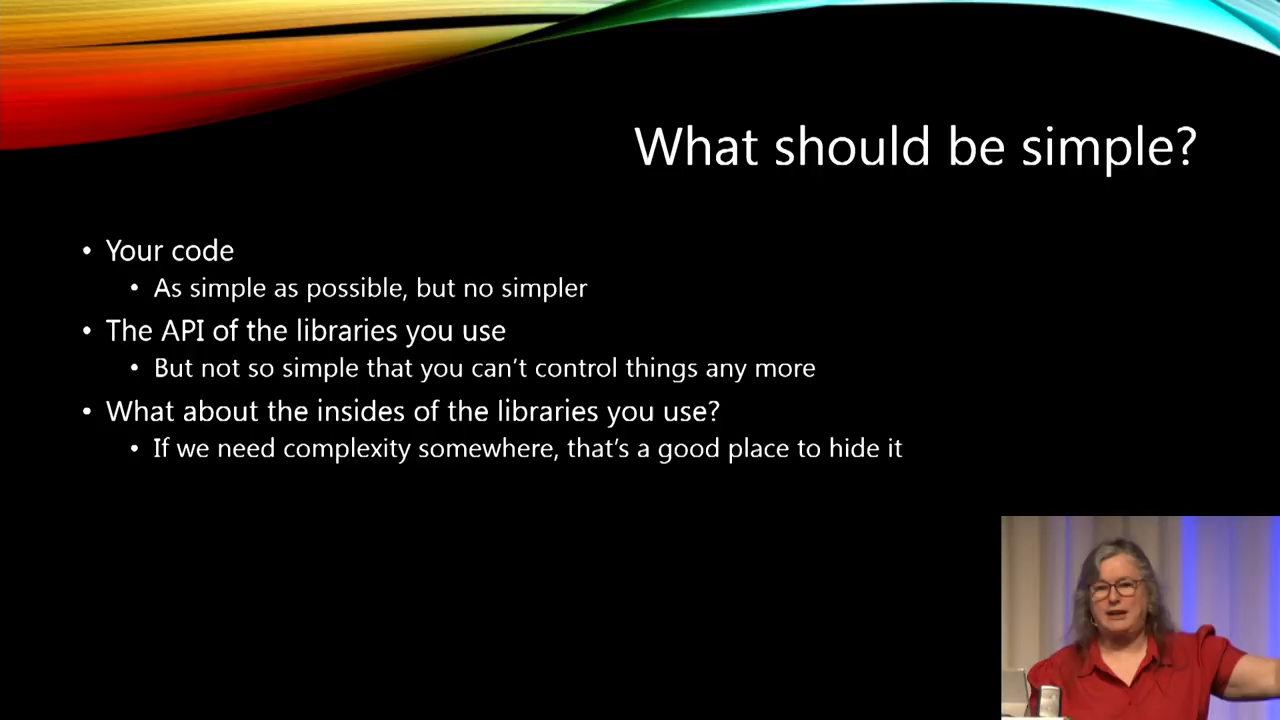 What should be simple?
• Your code
• As simple as possible, but no simpler
• The API of the libraries you use
• But not so simple that you can't control things any more
• What about the insides of the libraries you use?
• If we need complexity somewhere, that's a good place to hide it